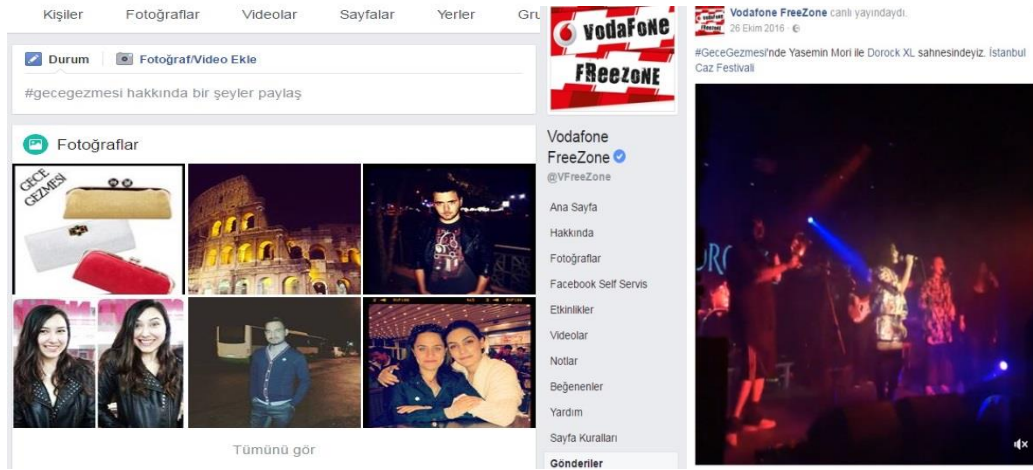 Kişiler Fotoğraflar Videolar Sayfalar Yerler Gru
Durum Fotoğraf/Video Ekle
#gecegezmesi hakkında bir şeyler paylaş
Fotoğraflar
GECE
GEZMESİ
Tümünü gör
VodaFoNe
FReezoNE
Vodafone
FreeZone
@VFreeZone
Ana Sayfa
Hakkında
Fotoğraflar
Facebook Self Servis
Etkinlikler
Videolar
Notlar
Beğenenler
Yardım
Sayfa Kuralları
Gönderiler
Vodafone FreeZone canlı yayındaydı.
26 Ekim 2016
#GeceGezmesi'nde Yasemin Mori ile Dorock XL sahnesindeyiz. İstanbul
Caz Festivali